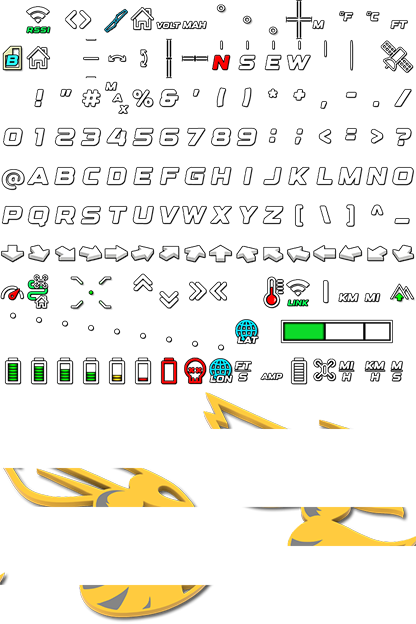 RSSI VOLT MAH M °F °C FT
B N S E W
! " # MAX % & ' ( ) * + , - . /
0 1 2 3 4 5 6 7 8 9 : ; < = > ?
@ A B C D E F G H I J K L M N O
P Q R S T U V W X Y Z [ \ ] ^ _
LINK KM MI
LAT
LON FT/S AMP MI/H KM/H M/S